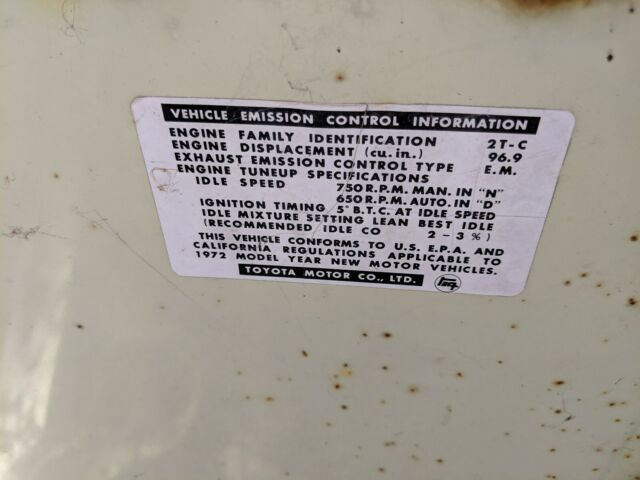 VEHICLE EMISSION CONTROL INFORMATION
ENGINE FAMILY IDENTIFICATION 2T-C
ENGINE DISPLACEMENT (cu. in.) 96.9
EXHAUST EMISSION CONTROL TYPE E.M.
ENGINE TUNEUP SPECIFICATIONS
IDLE SPEED 750 R.P.M. MAN. IN "N"
650 R.P.M. AUTO. IN "D"
IGNITION TIMING 5° B.T.C. AT IDLE SPEED
IDLE MIXTURE SETTING LEAN BEST IDLE
(RECOMMENDED IDLE CO 2-3%)
THIS VEHICLE CONFORMS TO U.S. E.P.A. AND
CALIFORNIA REGULATIONS APPLICABLE TO
1972 MODEL YEAR NEW MOTOR VEHICLES.
TOYOTA MOTOR CO., LTD.